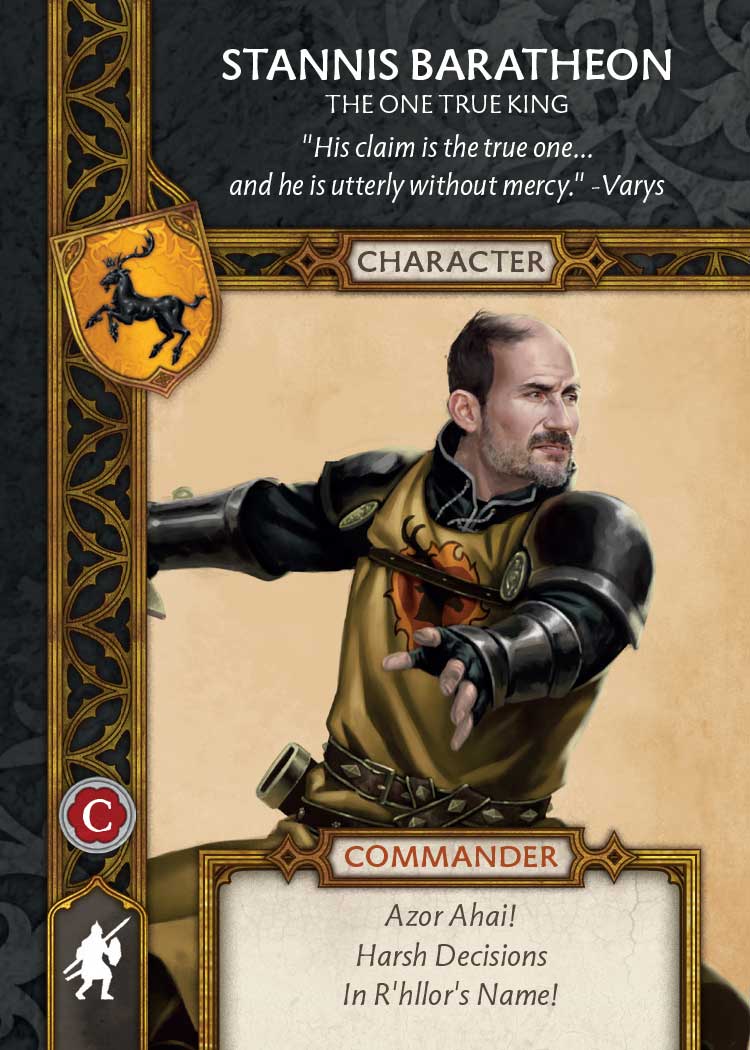 STANNIS BARATHEON
THE ONE TRUE KING
"His claim is the true one...
and he is utterly without mercy." -Varys
CHARACTER
C
COMMANDER
Azor Ahai!
Harsh Decisions
In R'hllor's Name!